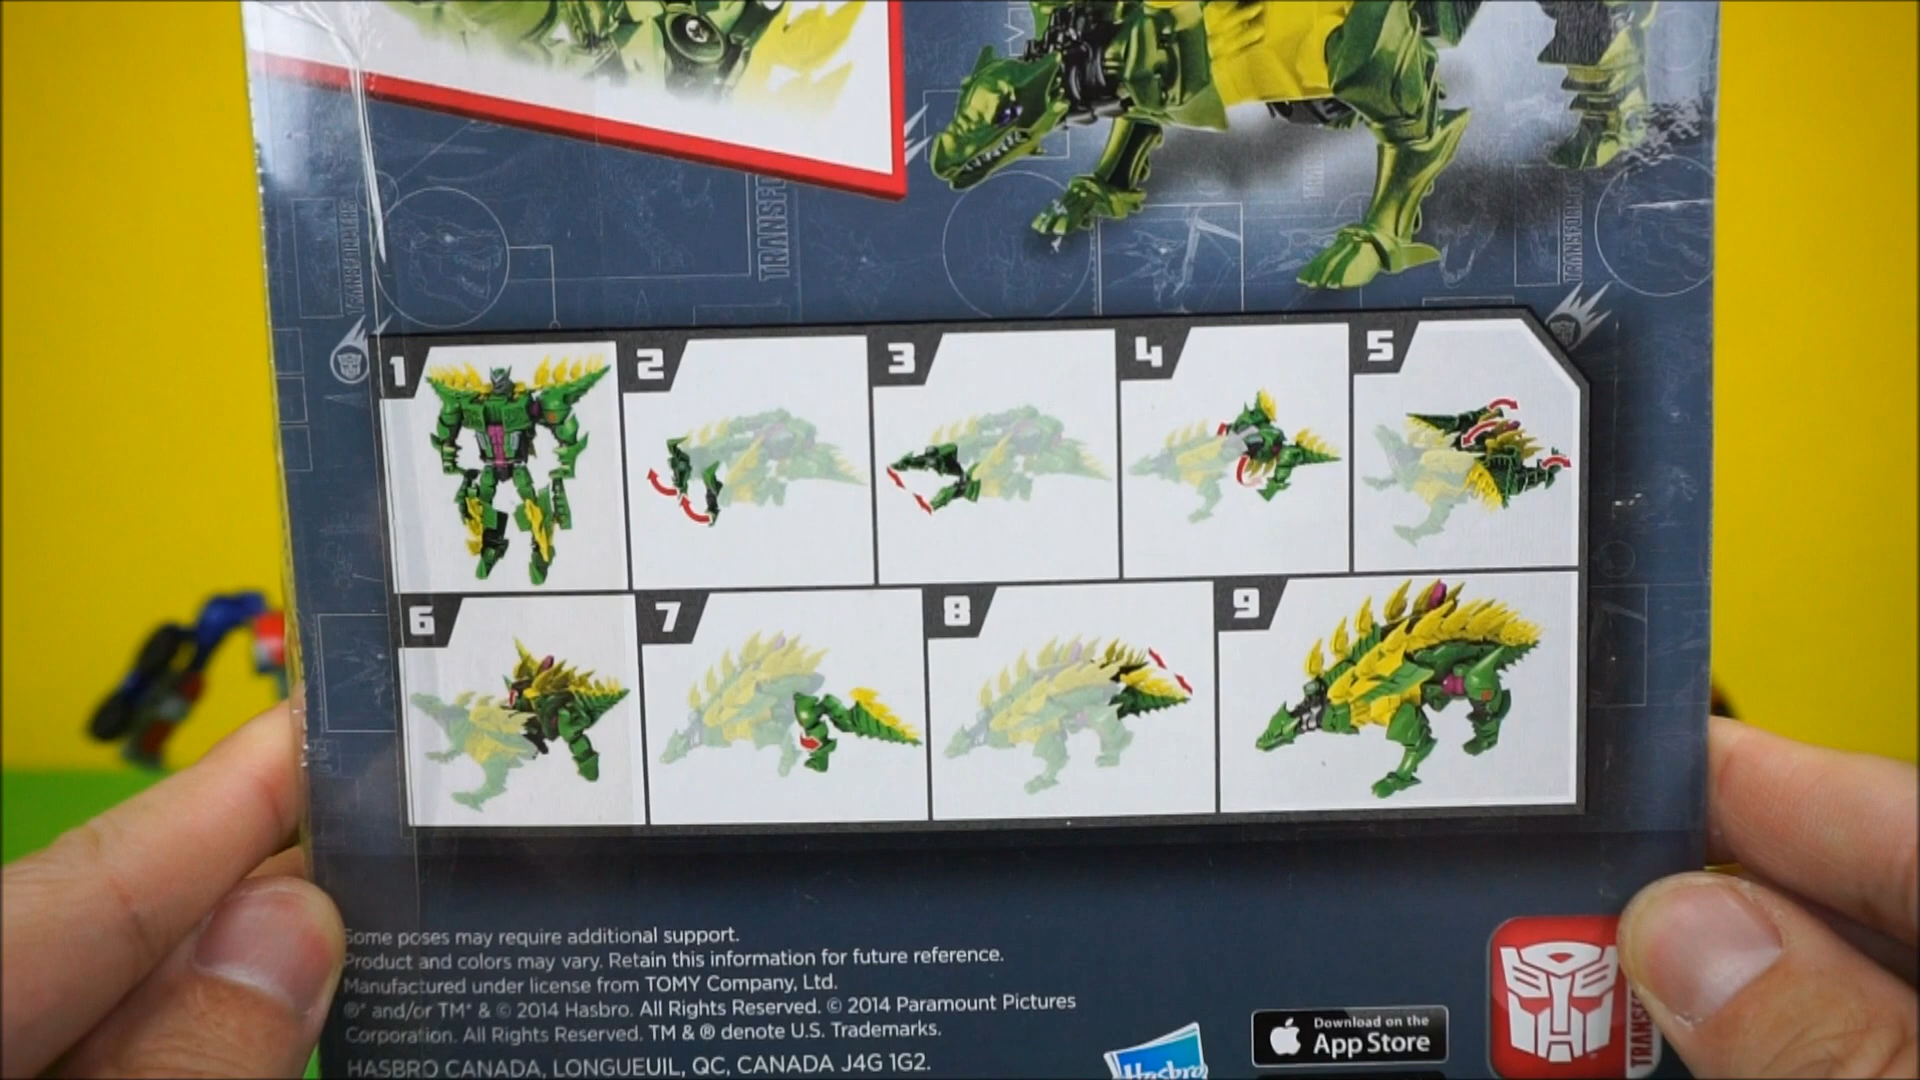 TRANSFORMERS
TRANSFORMERS
TRANSFORMERS
1
2
3
4
5
6
7
8
9
Some poses may require additional support.
Product and colors may vary. Retain this information for future reference.
Manufactured under license from TOMY Company, Ltd.
®* and/or TM* & © 2014 Hasbro. All Rights Reserved. © 2014 Paramount Pictures
Corporation. All Rights Reserved. TM & ® denote U.S. Trademarks.
HASBRO CANADA, LONGUEUIL, QC, CANADA J4G 1G2.
Hasbro
Download on the
App Store